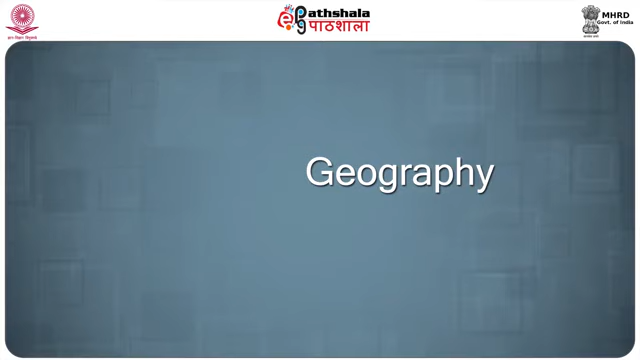 ePathshala
पाठशाला
MHRD
Govt. of India
Geography